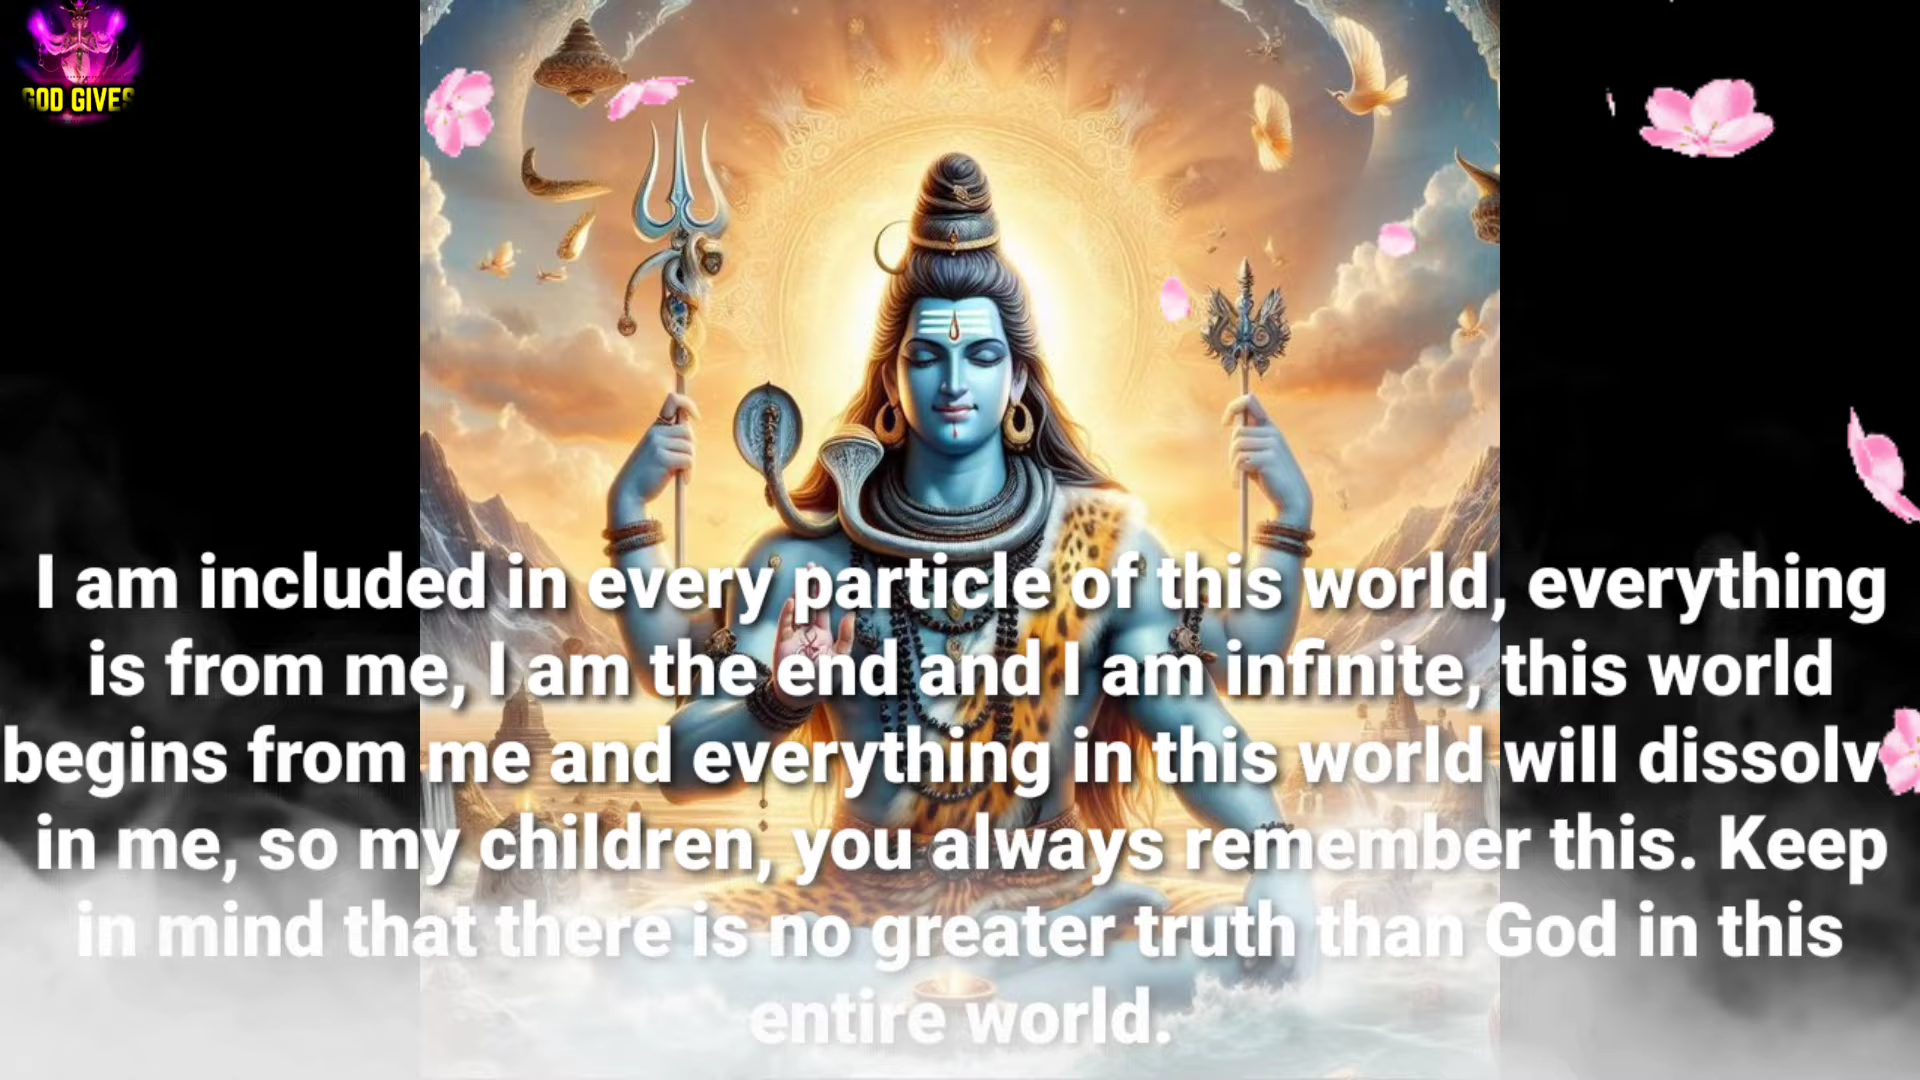 GOD GIVES
I am included in every particle of this world, everything
is from me, I am the end and I am infinite, this world
begins from me and everything in this world will dissolv
in me, so my children, you always remember this. Keep
in mind that there is no greater truth than God in this
entire world.